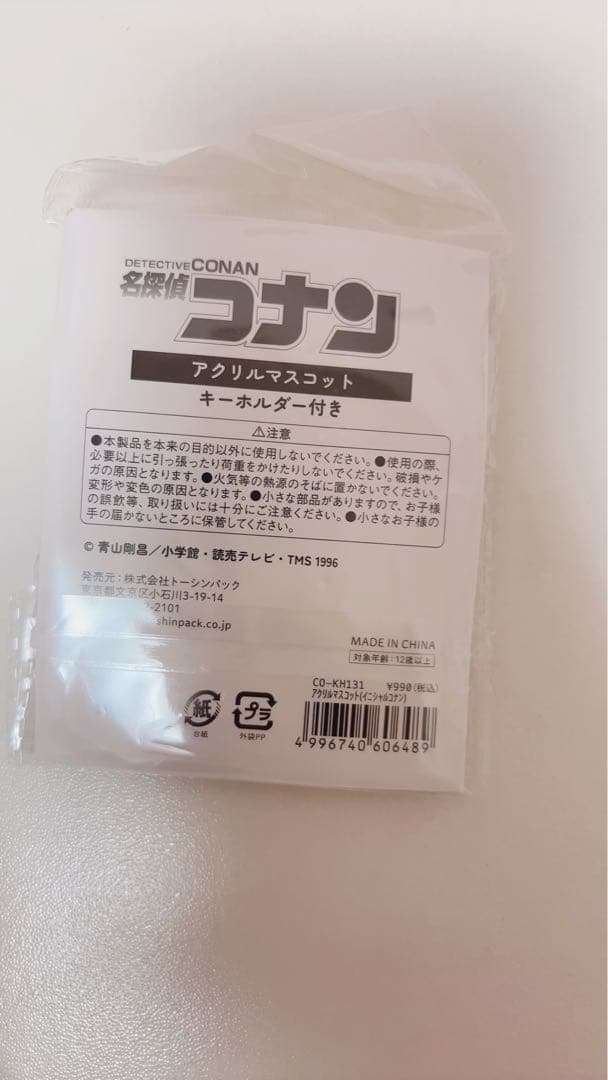 DETECTIVE CONAN
名探偵
コナン
アクリルマスコット
キーホルダー付き
⚠注意
●本製品を本来の目的以外に使用しないでください。●使用の際、
必要以上に引っ張ったり荷重をかけたりしないでください。破損やケ
ガの原因となります。●火気等の熱源のそばに置かないでください。
変形や変色の原因となります。●小さな部品がありますので、お子様
の誤飲等、取り扱いには十分にご注意ください。●小さなお子様の
手の届かないところに保管してください。
© 青山剛昌／小学館・読売テレビ・TMS 1996
発売元：株式会社トーシンパック
東京都文京区小石川3-19-14
2-2101
shinpack.co.jp
MADE IN CHINA
対象年齢：12歳以上
CO-KH131 ¥990(税込)
アクリルマスコット(イニシャルコナン)
紙
台紙
プラ
外袋PP
4 996740 606489